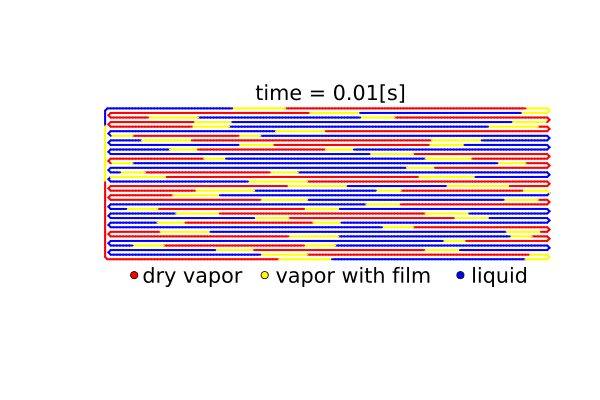 time = 0.01[s]
dry vapor vapor with film liquid